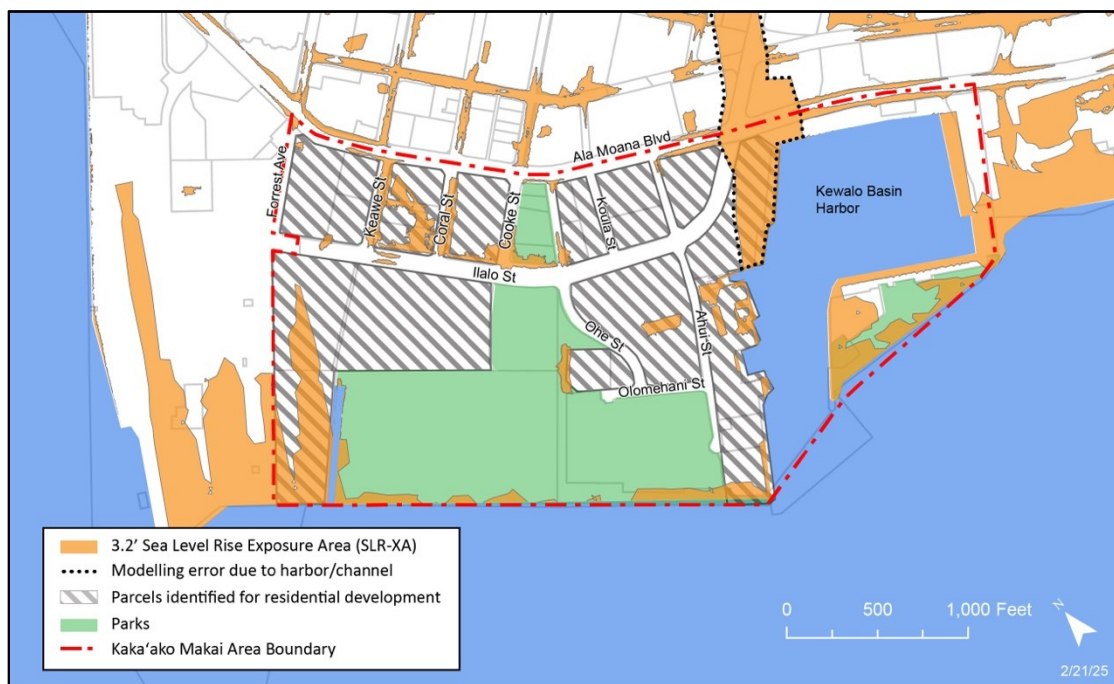 Ala Moana Blvd
Forrest Ave
Keawe St
Coral St
Cooke St
Koula St
Kewalo Basin
Harbor
Ilalo St
Ohe St
Ahui St
Olomehani St
3.2' Sea Level Rise Exposure Area (SLR-XA)
Modelling error due to harbor/channel
Parcels identified for residential development
Parks
Kakaʻako Makai Area Boundary
0 500 1,000 Feet
N
2/21/25